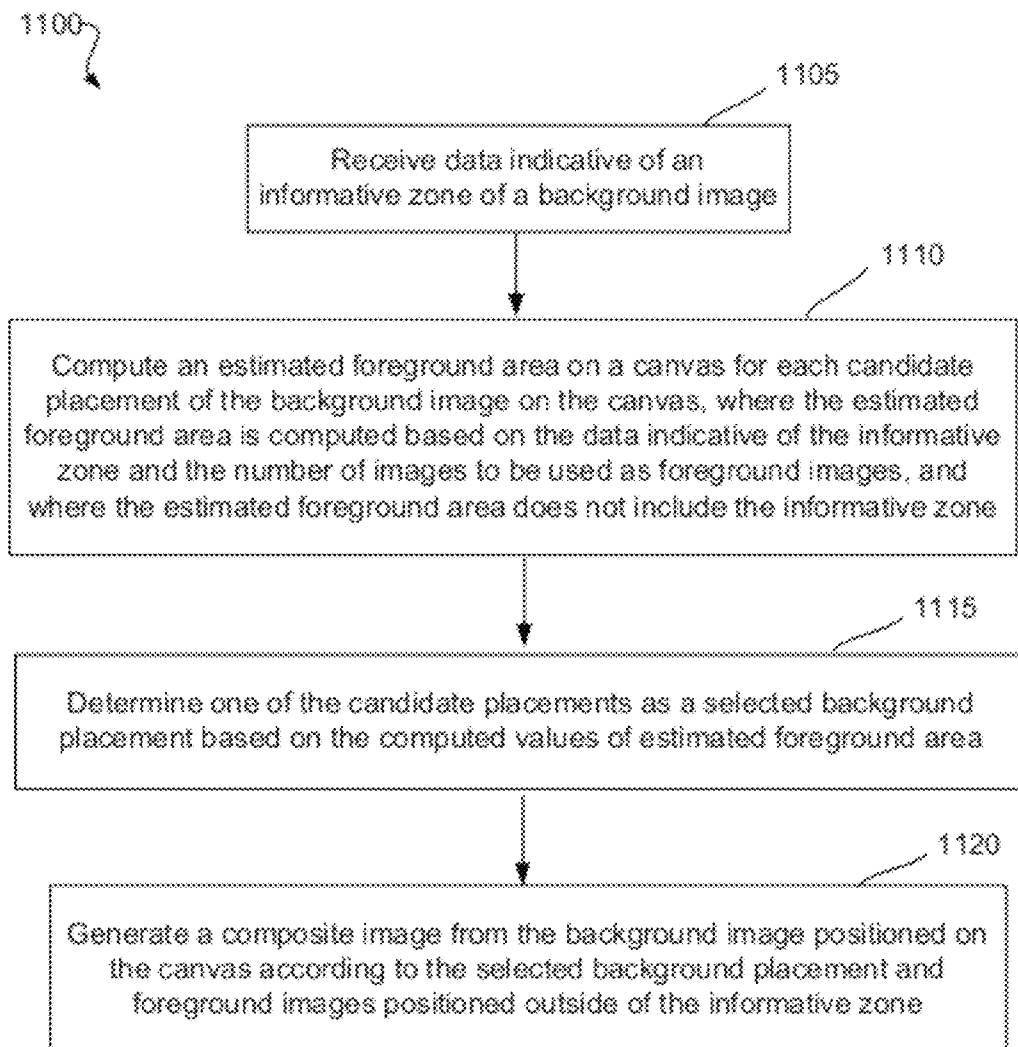 1100
1105
Receive data indicative of an
informative zone of a background image
1110
Compute an estimated foreground area on a canvas for each candidate
placement of the background image on the canvas, where the estimated
foreground area is computed based on the data indicative of the informative
zone and the number of images to be used as foreground images, and
where the estimated foreground area does not include the informative zone
1115
Determine one of the candidate placements as a selected background
placement based on the computed values of estimated foreground area
1120
Generate a composite image from the background image positioned on
the canvas according to the selected background placement and
foreground images positioned outside of the informative zone